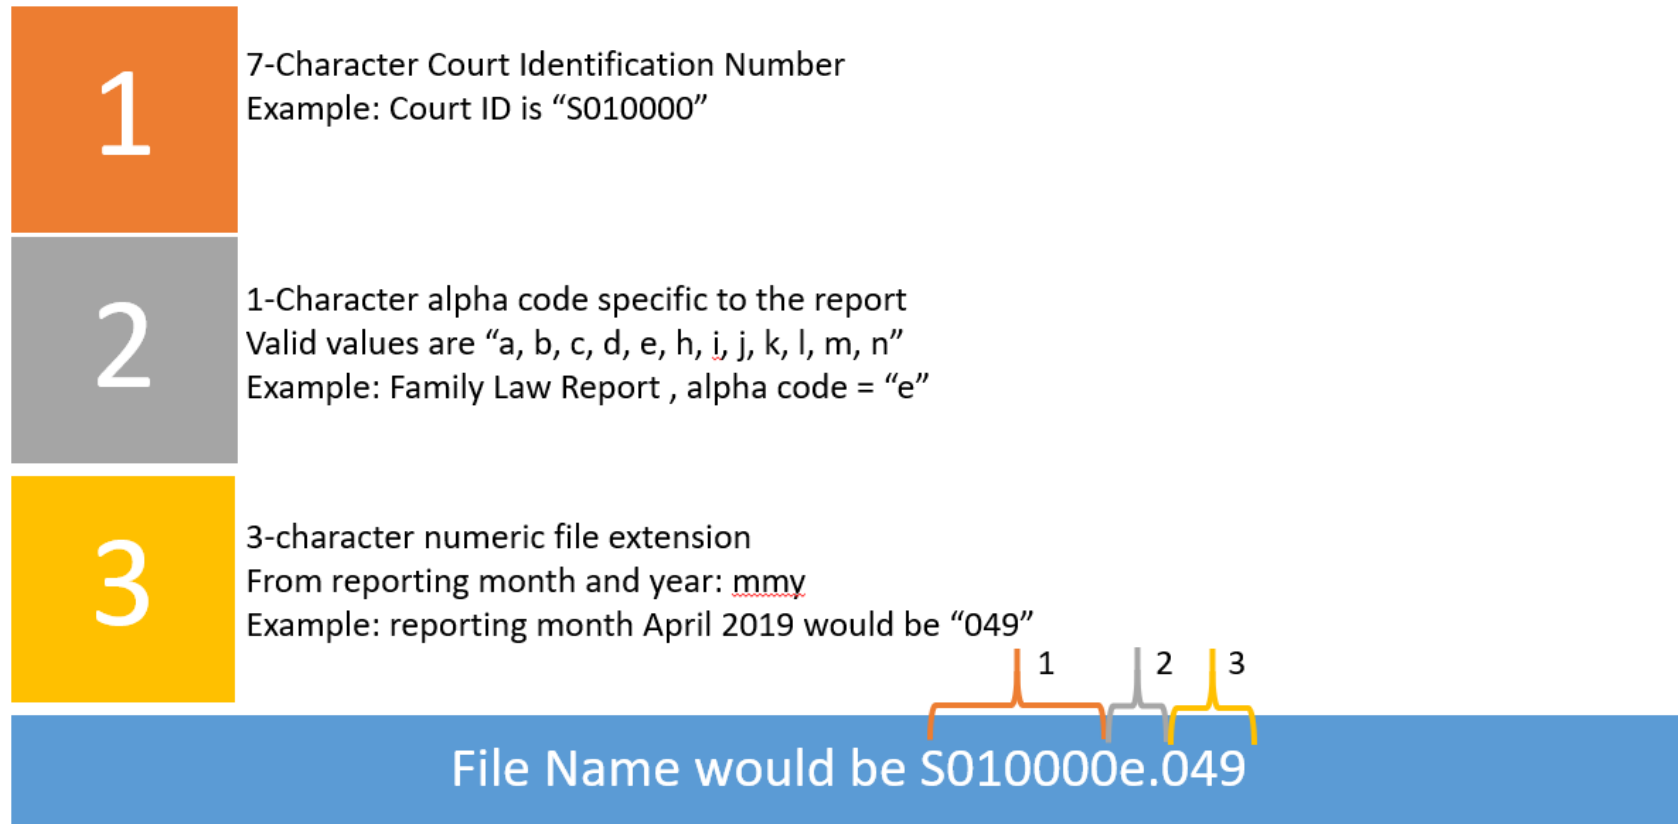 1
7-Character Court Identification Number
Example: Court ID is “S010000”
2
1-Character alpha code specific to the report
Valid values are “a, b, c, d, e, h, i, j, k, l, m, n”
Example: Family Law Report , alpha code = “e”
3
3-character numeric file extension
From reporting month and year: mmy
Example: reporting month April 2019 would be “049”
1 2 3
File Name would be S010000e.049